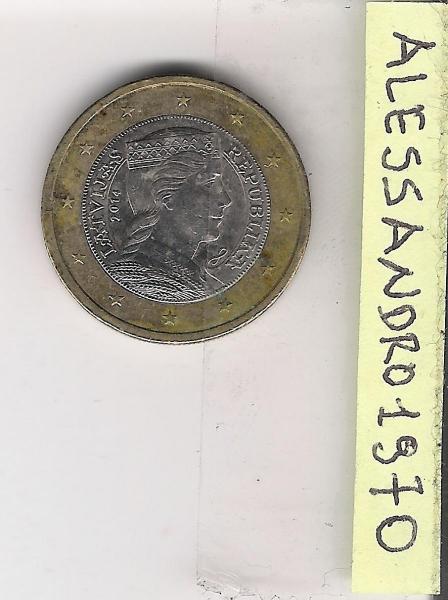 LATVIJAS REPUBLIKA
2014
ALESSANDRO1970